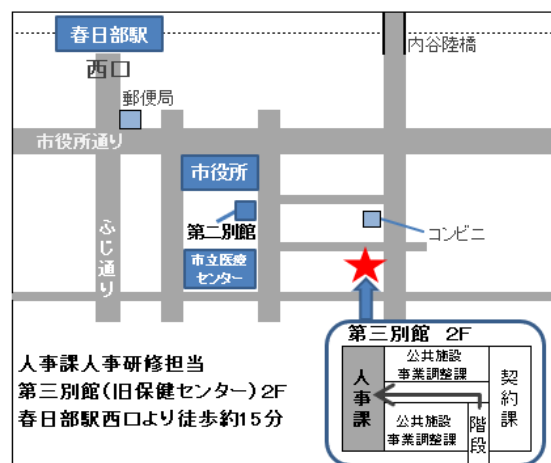 春日部駅
西口
内谷陸橋
郵便局
市役所通り
市役所
第二別館
コンビニ
ふじ通り
市立医療
センター
第三別館 2F
人事課人事研修担当
第三別館(旧保健センター)2F
春日部駅西口より徒歩約15分
人事課
公共施設
事業調整課
契約課
階段
公共施設
事業調整課